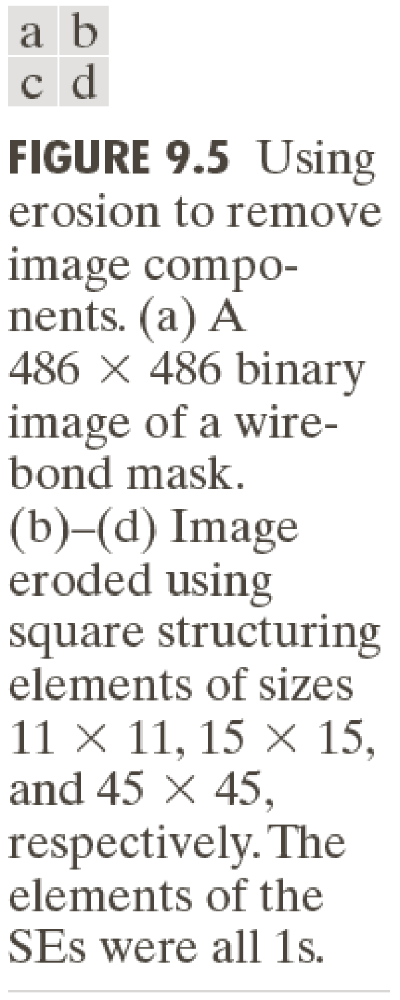 a b
c d
FIGURE 9.5 Using
erosion to remove
image compo-
nents. (a) A
486 × 486 binary
image of a wire-
bond mask.
(b)–(d) Image
eroded using
square structuring
elements of sizes
11 × 11, 15 × 15,
and 45 × 45,
respectively. The
elements of the
SEs were all 1s.